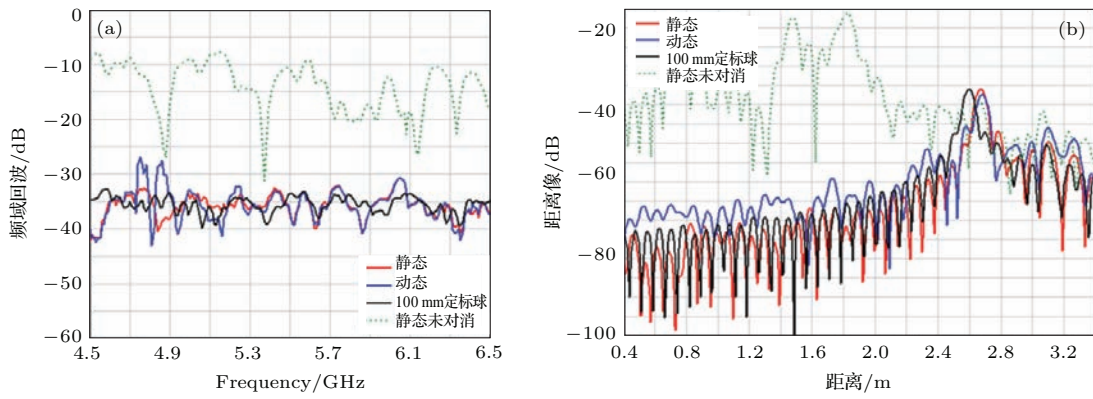 (a)
0
−10
−20
−30
−40
−50
−60
频域回波/dB
静态
动态
100 mm定标球
静态未对消
4.5 4.9 5.3 5.7 6.1 6.5
Frequency/GHz
(b)
静态
动态
100 mm定标球
静态未对消
−20
−40
−60
−80
−100
距离像/dB
0.4 0.8 1.2 1.6 2.0 2.4 2.8 3.2
距离/m